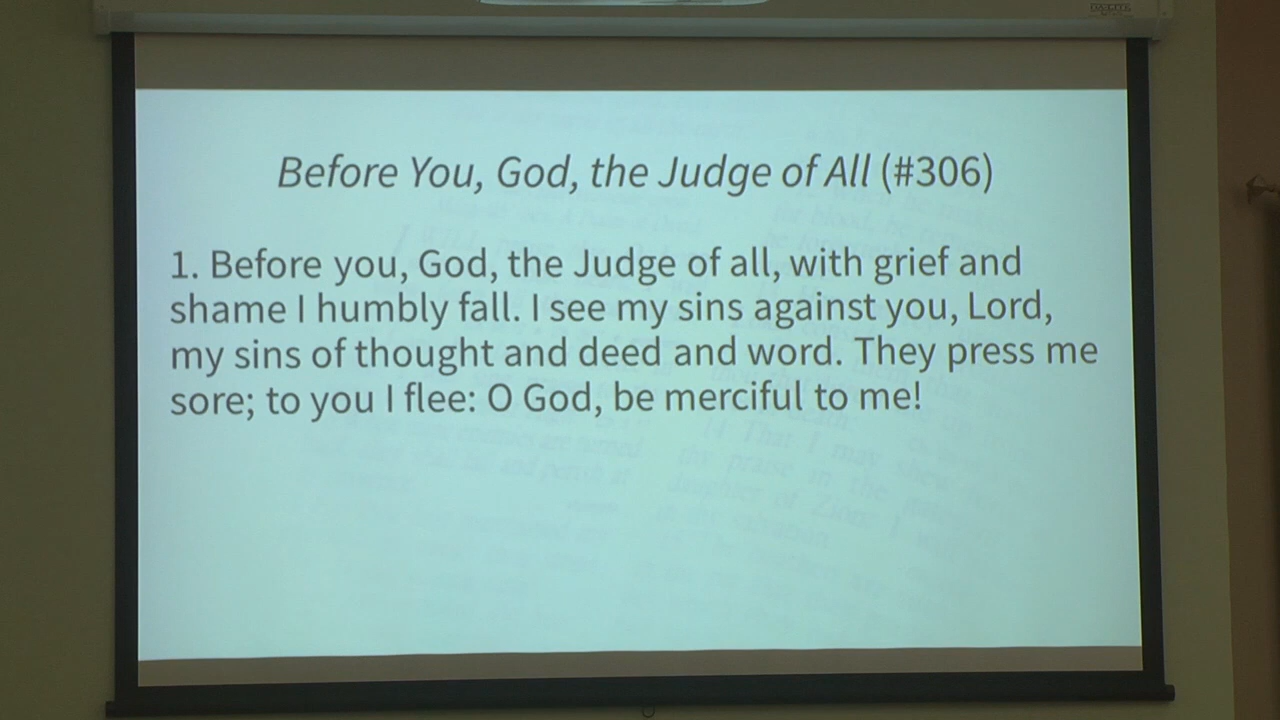 Before You, God, the Judge of All (#306)
1. Before you, God, the Judge of all, with grief and
shame I humbly fall. I see my sins against you, Lord,
my sins of thought and deed and word. They press me
sore; to you I flee: O God, be merciful to me!